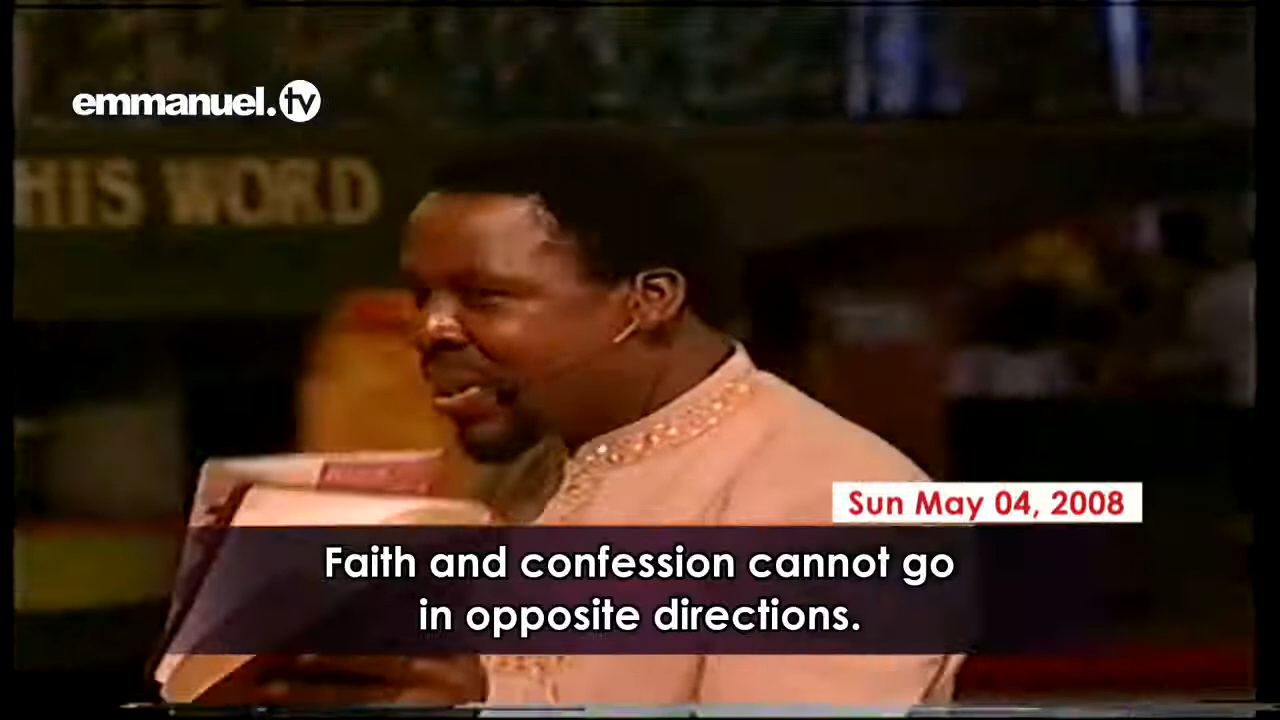 emmanuel.tv
HIS WORD
Sun May 04, 2008
Faith and confession cannot go
in opposite directions.